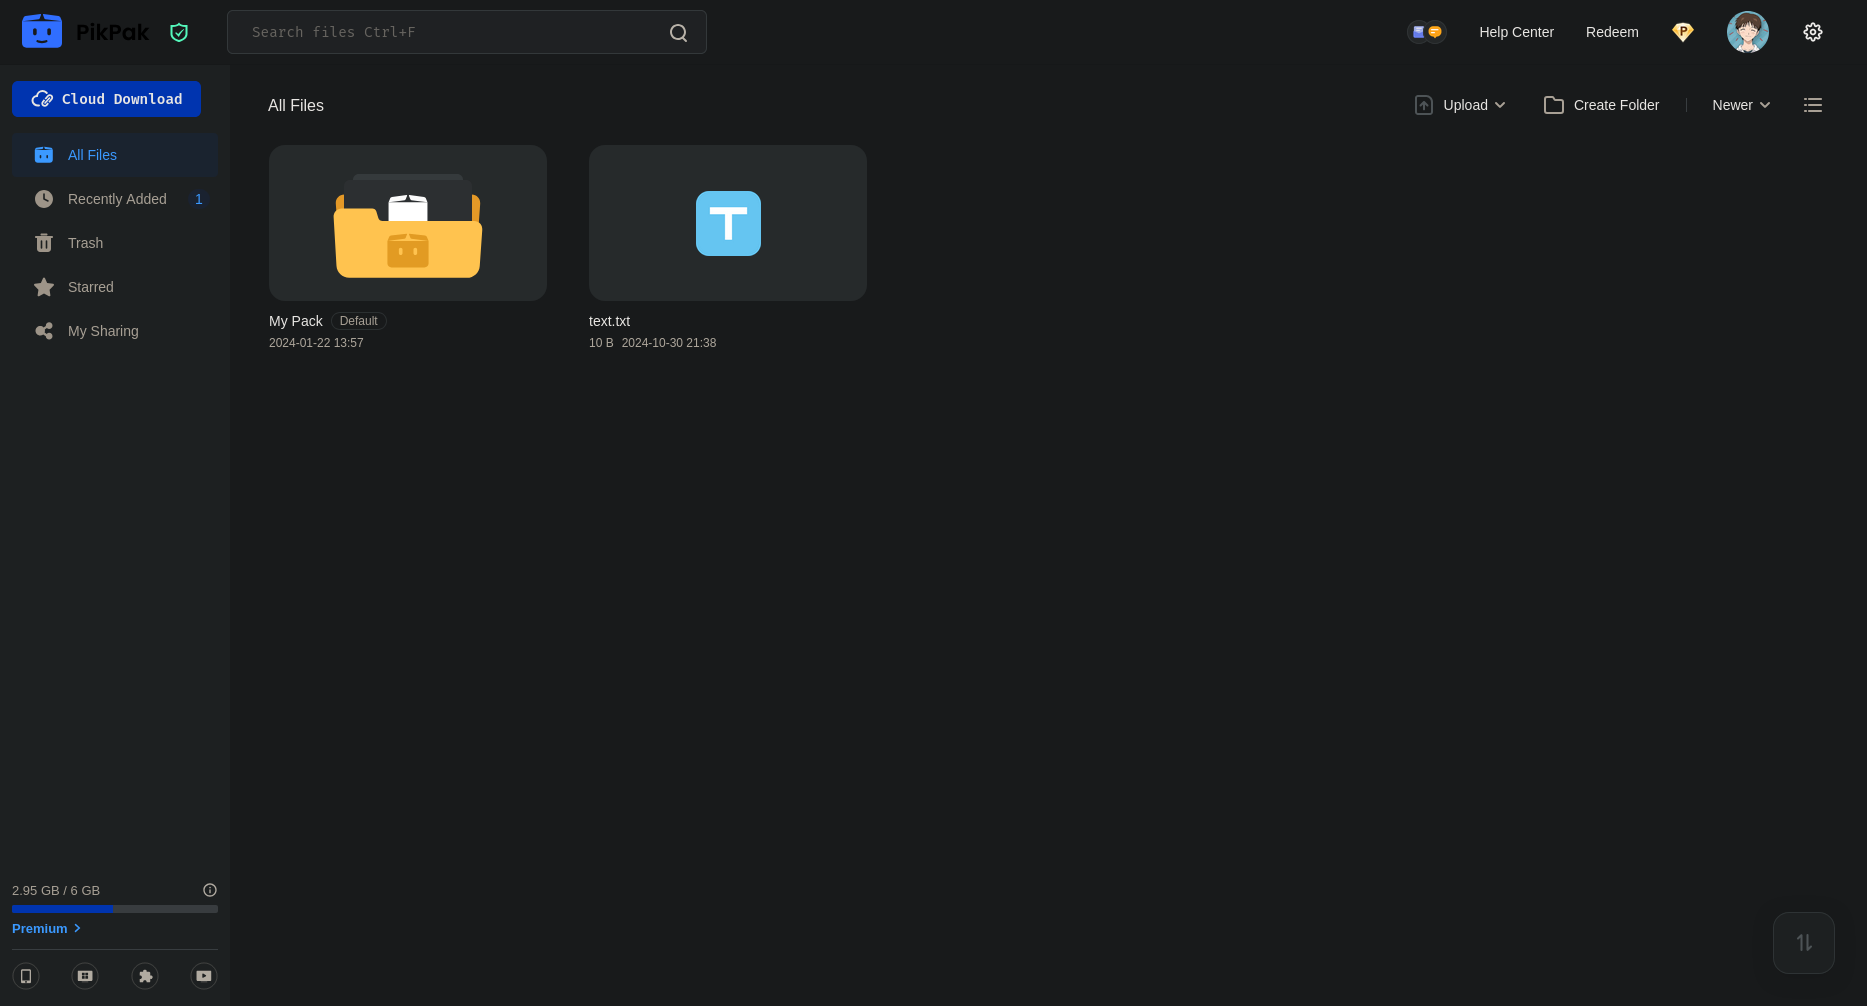 PikPak
Search files Ctrl+F
Help Center
Redeem
Cloud Download
All Files
Recently Added 1
Trash
Starred
My Sharing
All Files
Upload
Create Folder
Newer
My Pack Default
2024-01-22 13:57
T
text.txt
10 B 2024-10-30 21:38
2.95 GB / 6 GB
Premium